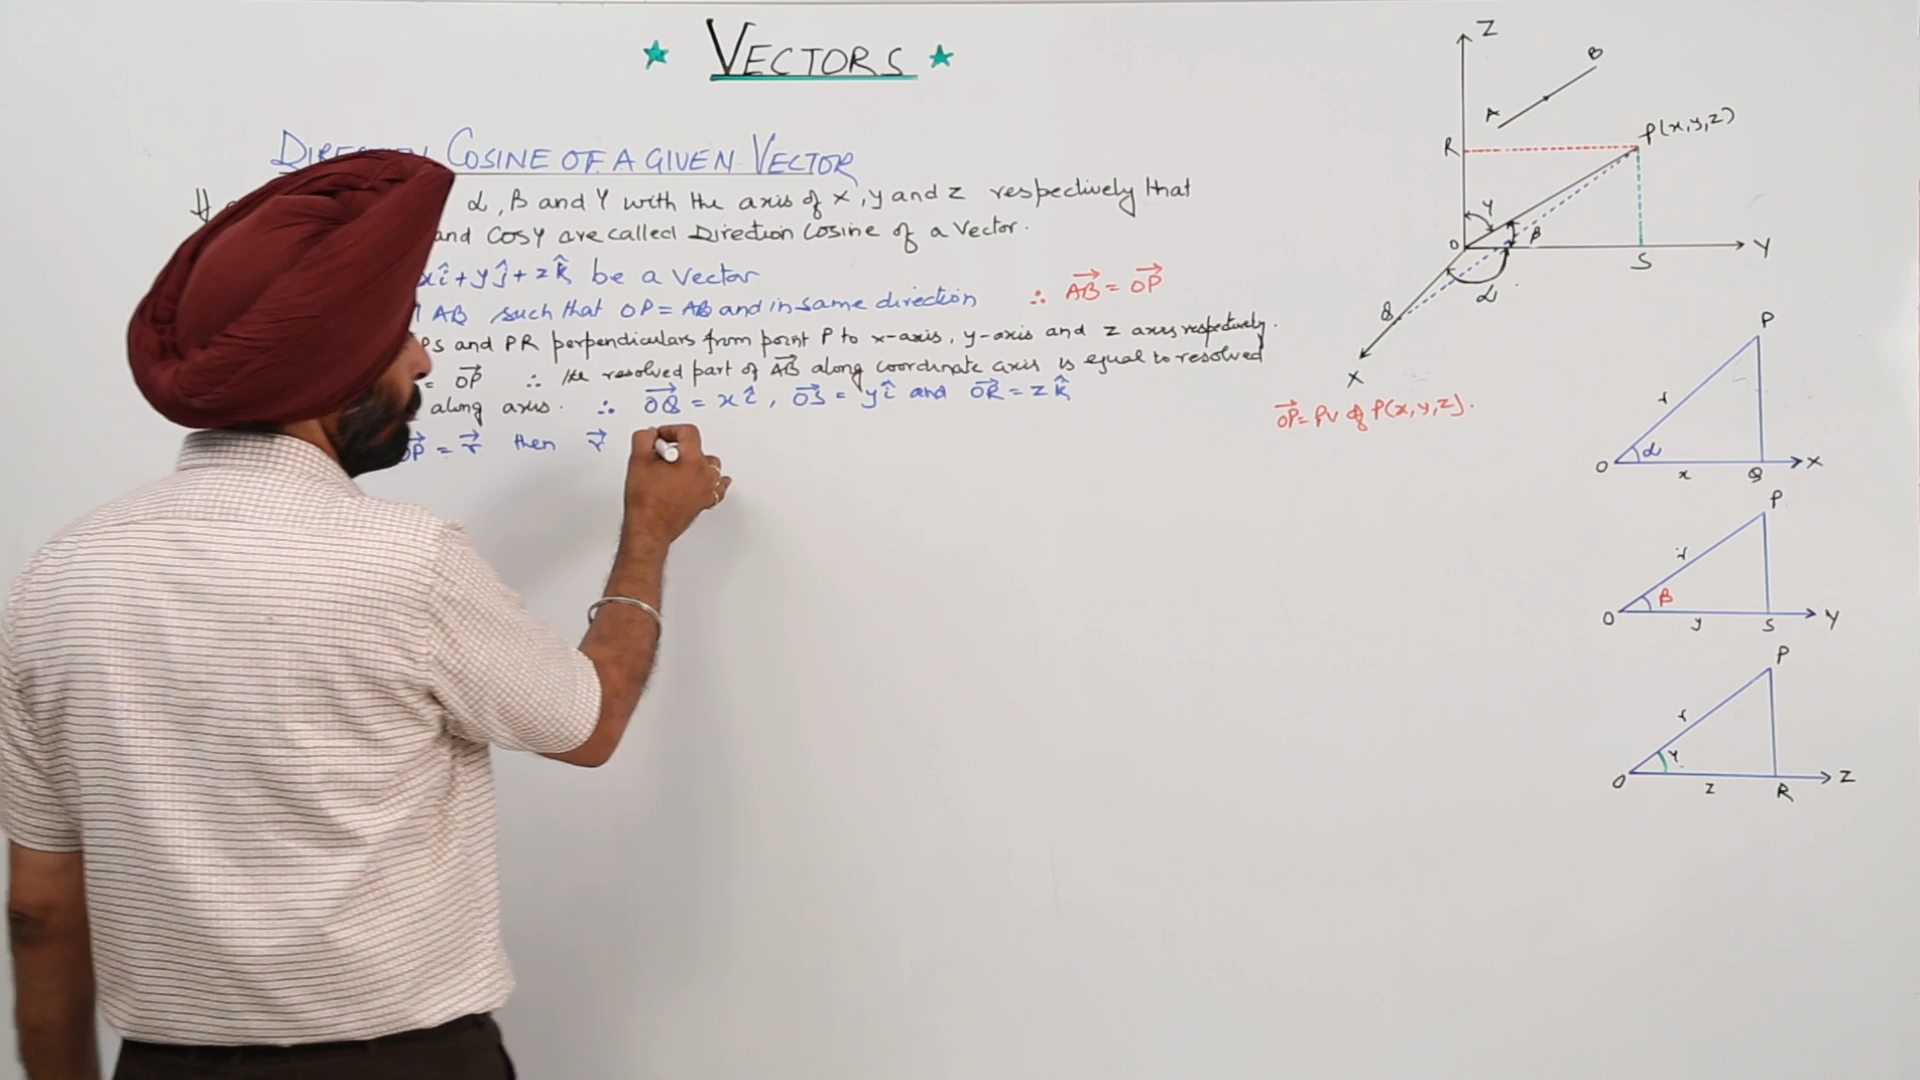 VECTORS
COSINE OF A GIVEN VECTOR
α, β and γ with the axis of x, y and z respectively that
and Cosγ are called Direction Cosine of a Vector.
xî + yĵ + zk̂ be a Vector
AB such that OP = AB and in same direction ∴ AB⃗ = OP⃗
PS and PR perpendiculars from point P to x-axis, y-axis and z axis respectively.
= OP⃗ ∴ the resolved part of AB⃗ along coordinate axis is equal to resolved
along axis. ∴ OQ⃗ = xî, OS⃗ = yî and OR⃗ = zk̂
OP⃗ = r⃗ then r⃗
Z
B
A
P(x,y,z)
R
γ
O
β
Y
S
α
Q
X
OP⃗ = PV of P(x,y,z).
P
r
α
O
x
Q
X
P
r
β
O
y
S
Y
P
r
γ
O
z
R
Z